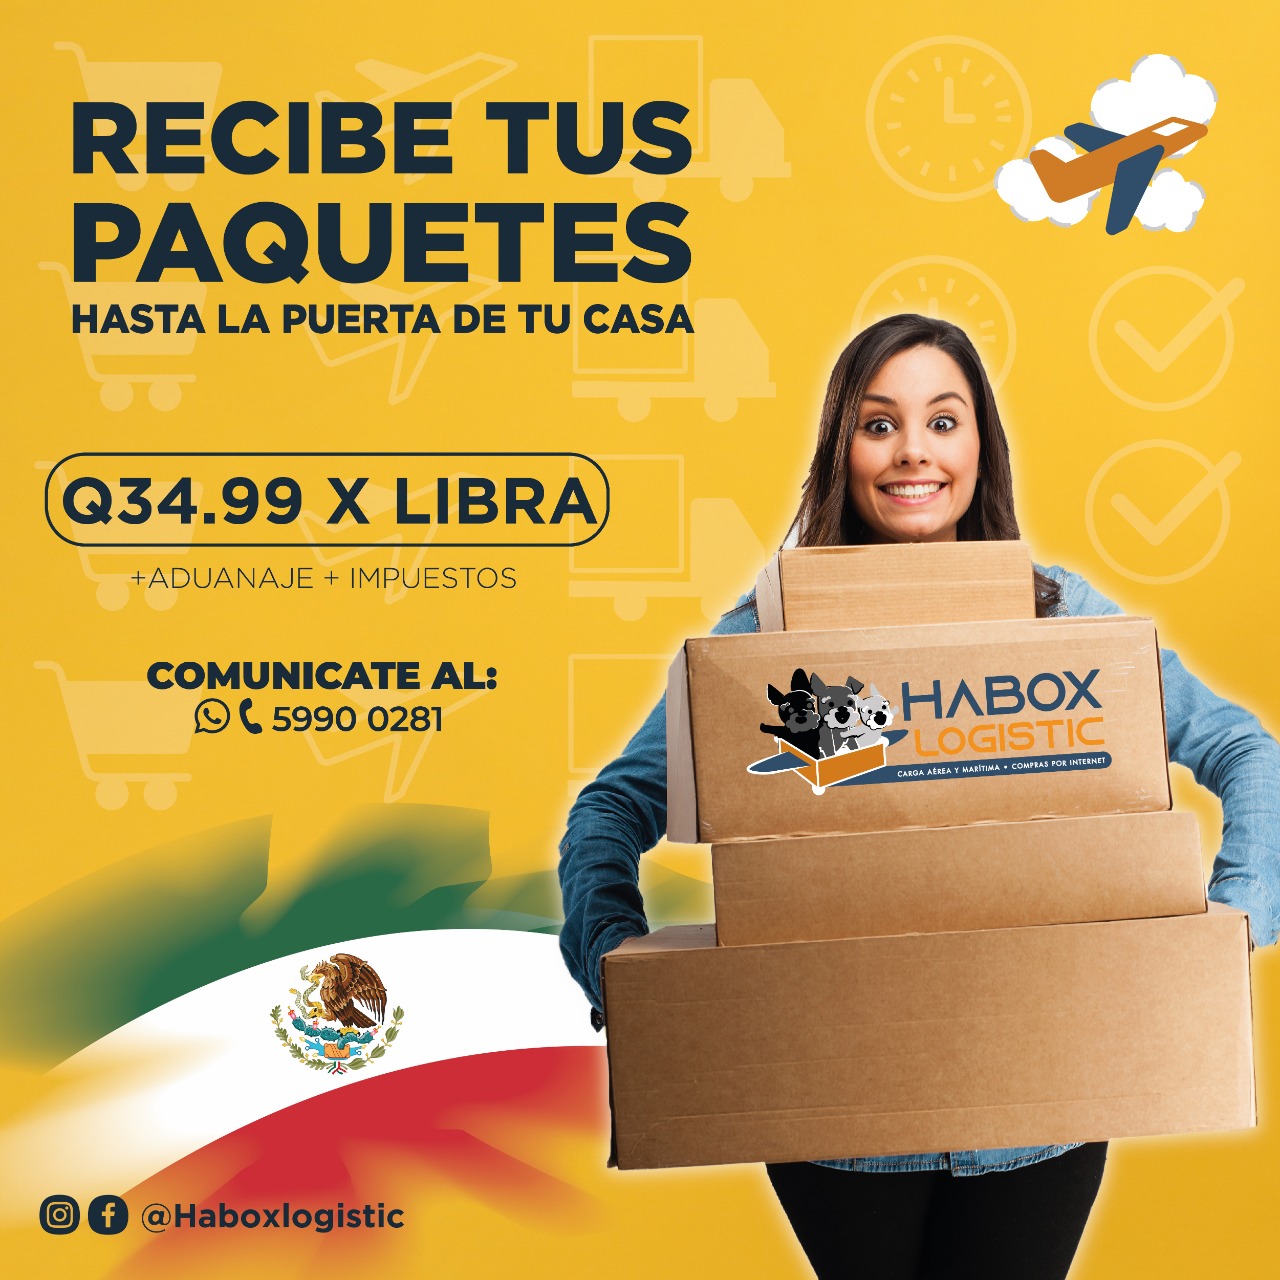 RECIBE TUS
PAQUETES
HASTA LA PUERTA DE TU CASA
Q34.99 X LIBRA
+ADUANAJE + IMPUESTOS
COMUNICATE AL:
5990 0281
HABOX
LOGISTIC
CARGA AÉREA Y MARÍTIMA • COMPRAS POR INTERNET
@Haboxlogistic